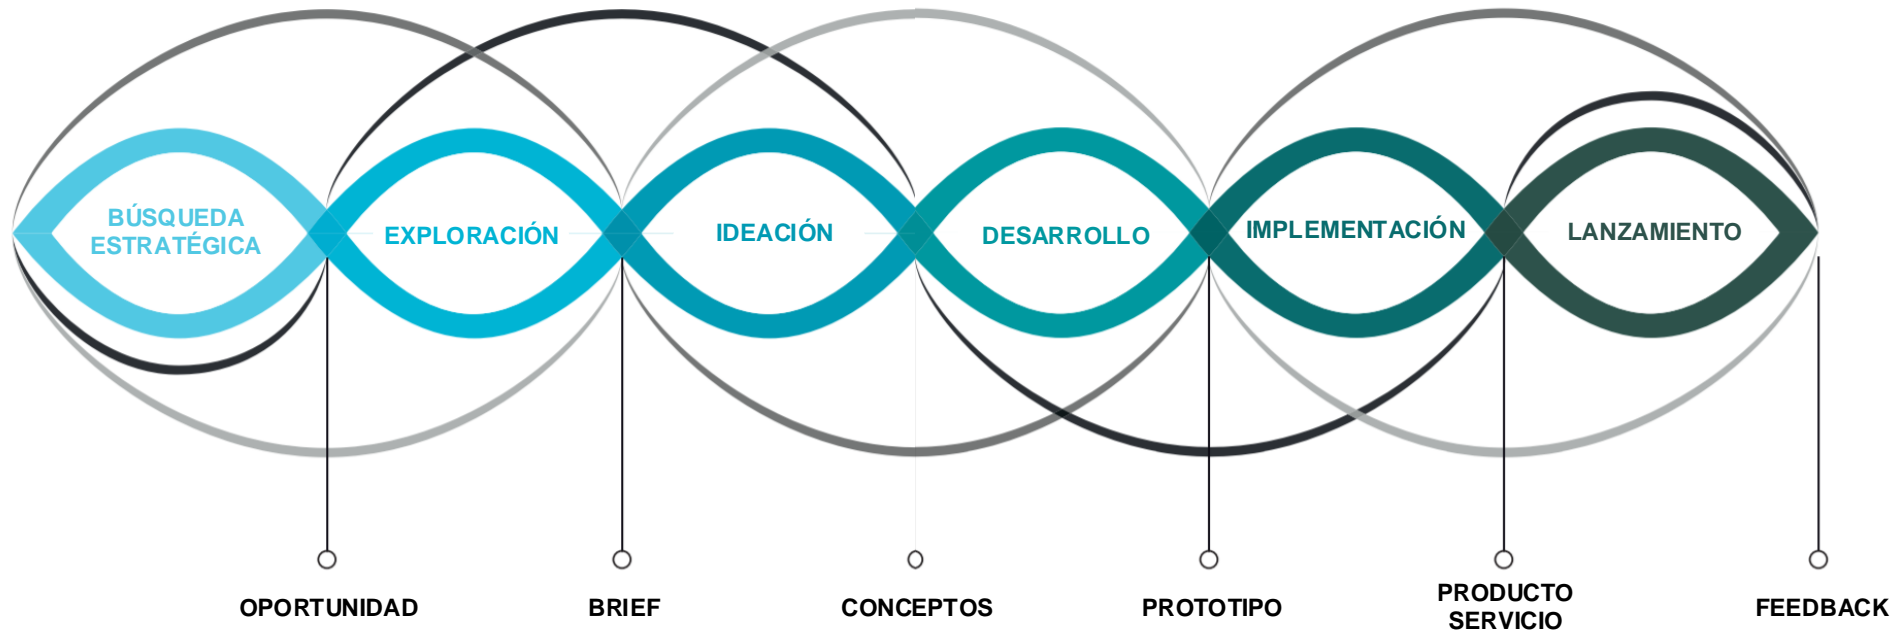 BÚSQUEDA
ESTRATÉGICA
EXPLORACIÓN
IDEACIÓN
DESARROLLO
IMPLEMENTACIÓN
LANZAMIENTO
OPORTUNIDAD
BRIEF
CONCEPTOS
PROTOTIPO
PRODUCTO
SERVICIO
FEEDBACK